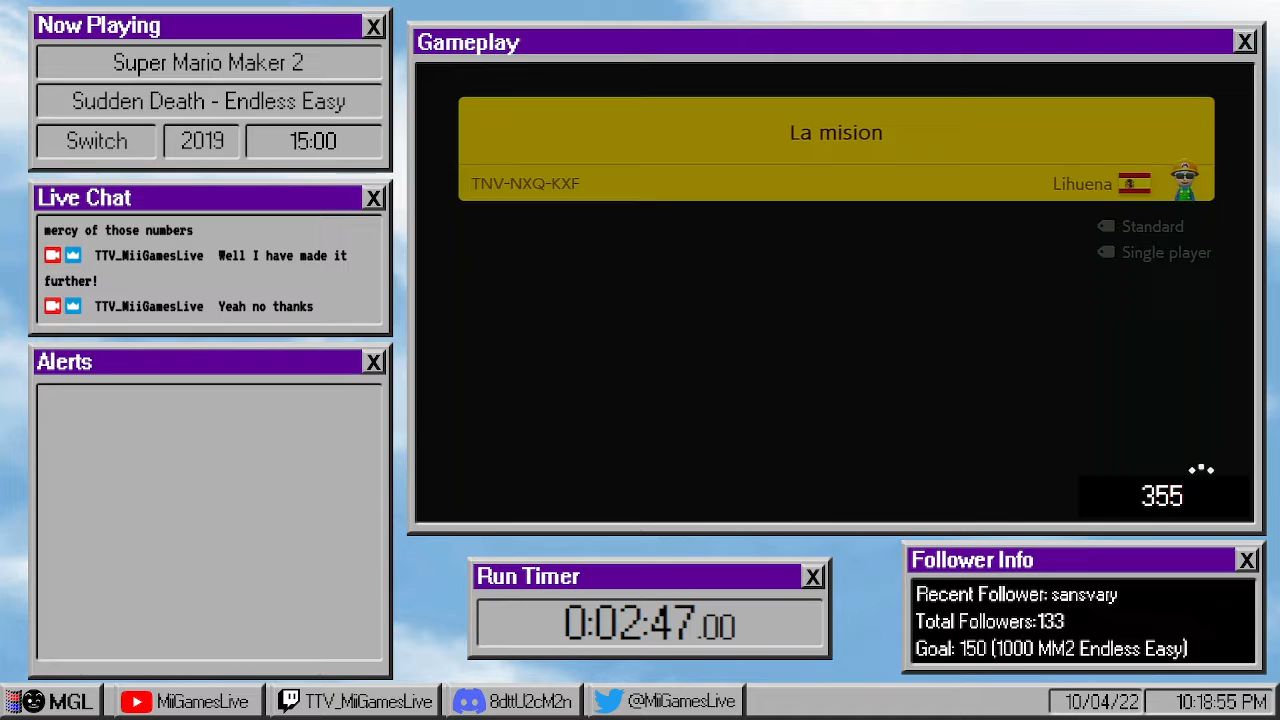 Now Playing
X
Super Mario Maker 2
Sudden Death - Endless Easy
Switch
2019
15:00
Live Chat
X
mercy of those numbers
TTV_MiiGamesLive Well I have made it
further!
TTV_MiiGamesLive Yeah no thanks
Alerts
X
Gameplay
X
La mision
TNV-NXQ-KXF
Lihuena
Standard
Single player
355
Run Timer
X
0:02:47.00
Follower Info
X
Recent Follower: sansvary
Total Followers:133
Goal: 150 (1000 MM2 Endless Easy)
MGL
MiiGamesLive
TTV_MiiGamesLive
8dttU2cM2n
@MiiGamesLive
10/04/22
10:18:55 PM